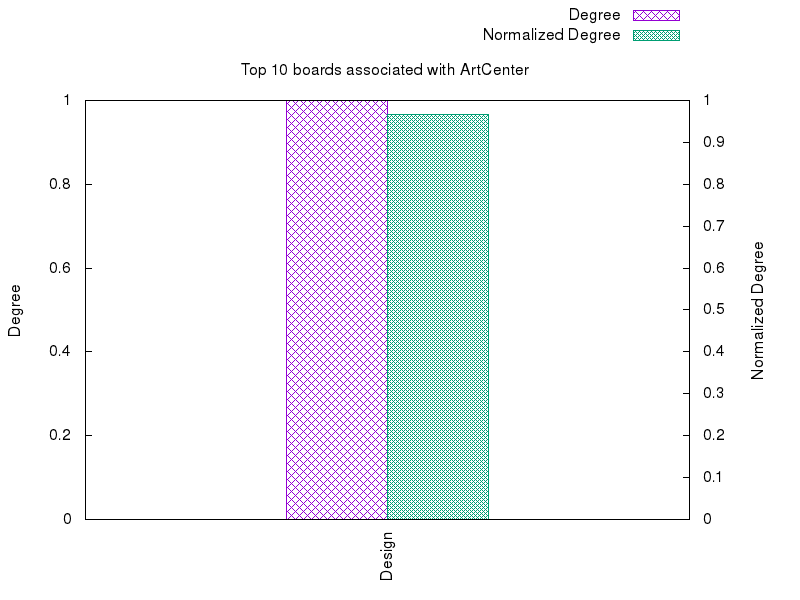 Degree
Normalized Degree
Top 10 boards associated with ArtCenter
1
0.8
0.6
0.4
0.2
0
Degree
1
0.9
0.8
0.7
0.6
0.5
0.4
0.3
0.2
0.1
0
Normalized Degree
Design